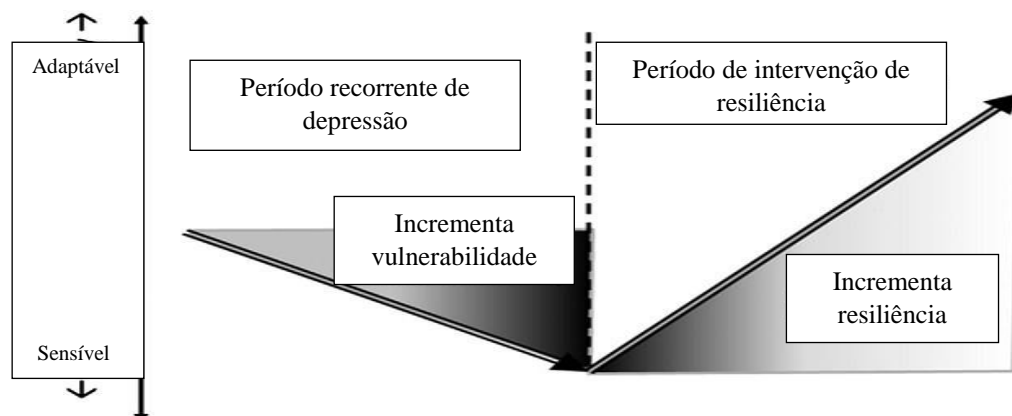 Adaptável
Sensível
Período recorrente de
depressão
Período de intervenção de
resiliência
Incrementa
vulnerabilidade
Incrementa
resiliência